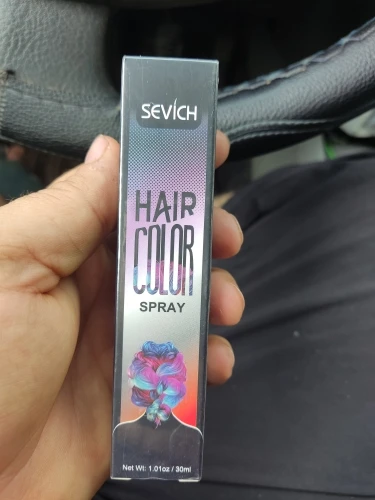 SEVICH
HAIR
COLOR
SPRAY
Net Wt: 1.01oz / 30ml